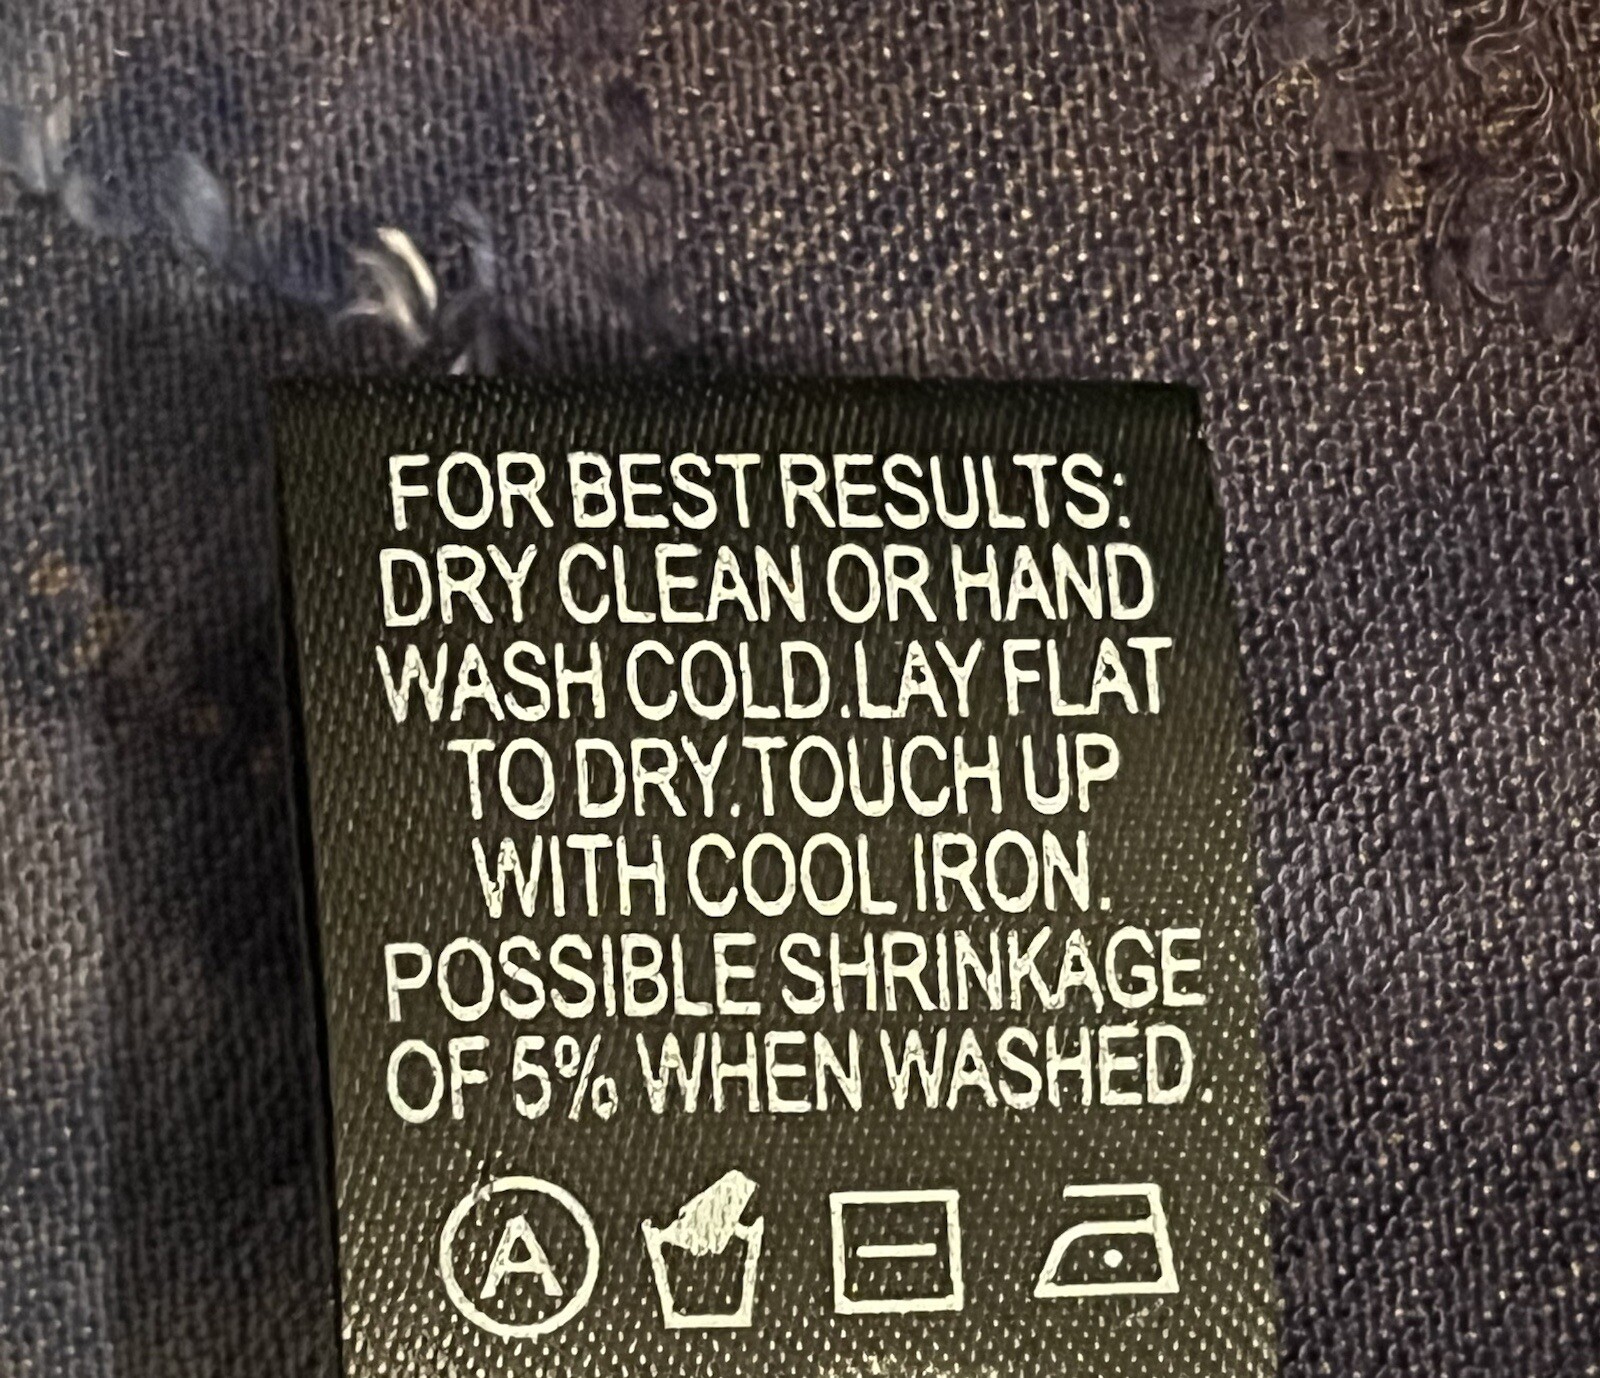 FOR BEST RESULTS:
DRY CLEAN OR HAND
WASH COLD.LAY FLAT
TO DRY.TOUCH UP
WITH COOL IRON.
POSSIBLE SHRINKAGE
OF 5% WHEN WASHED.
A